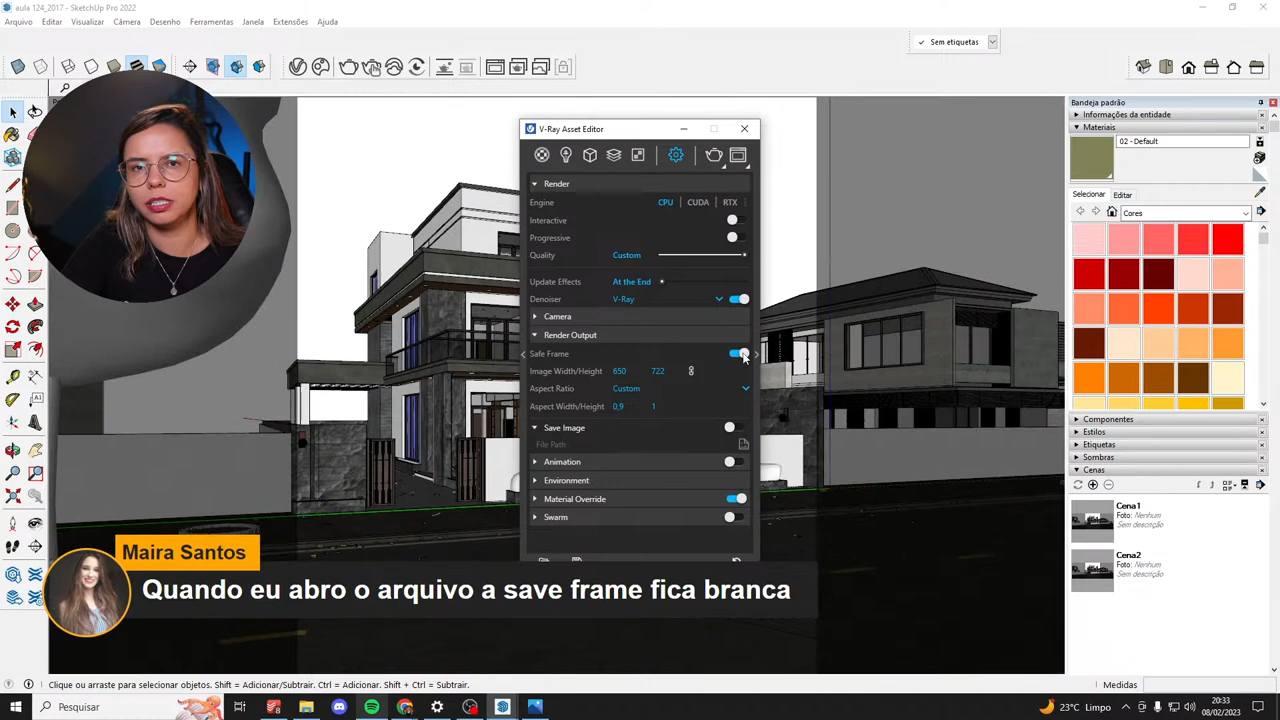 aula 124_2017 - SketchUp Pro 2022
Arquivo Editar Visualizar Câmera Desenho Ferramentas Janela Extensões Ajuda
Sem etiquetas
V-Ray Asset Editor
Render
Engine CPU CUDA RTX
Interactive
Progressive
Quality Custom
Update Effects At the End
Denoiser V-Ray
Camera
Render Output
Safe Frame
Image Width/Height 650 722
Aspect Ratio Custom
Aspect Width/Height 0,9 1
Save Image
File Path
Animation
Environment
Material Override
Swarm
Bandeja padrão
Informações da entidade
Materiais
02 - Default
Selecionar Editar
Cores
Componentes
Estilos
Etiquetas
Sombras
Cenas
Cena1
Foto: Nenhum
Sem descrição
Cena2
Foto: Nenhum
Sem descrição
Maira Santos
Quando eu abro o arquivo a save frame fica branca
Clique ou arraste para selecionar objetos. Shift = Adicionar/Subtrair. Ctrl = Adicionar. Shift + Ctrl = Subtrair.
Medidas
Pesquisar
23°C Limpo
20:33
08/02/2023